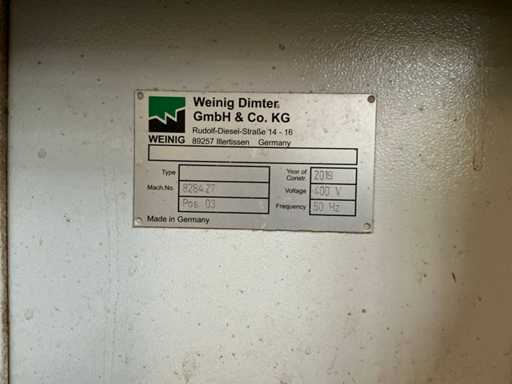 Weinig Dimter
GmbH & Co. KG
Rudolf-Diesel-Straße 14 - 16
WEINIG 89257 Illertissen Germany
Type
Year of Constr. 2019
Mach.No. 828427
Voltage 400 V
Pos. 03
Frequency 50 Hz
Made in Germany